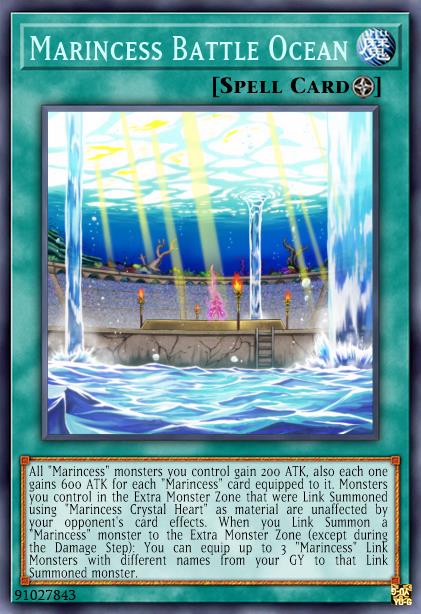 MARINCESS BATTLE OCEAN
魔
[SPELL CARD]
All "Marincess" monsters you control gain 200 ATK, also each one
gains 600 ATK for each "Marincess" card equipped to it. Monsters
you control in the Extra Monster Zone that were Link Summoned
using "Marincess Crystal Heart" as material are unaffected by
your opponent's card effects. When you Link Summon a
"Marincess" monster to the Extra Monster Zone (except during
the Damage Step): You can equip up to 3 "Marincess" Link
Monsters with different names from your GY to that Link
Summoned monster.
91027843